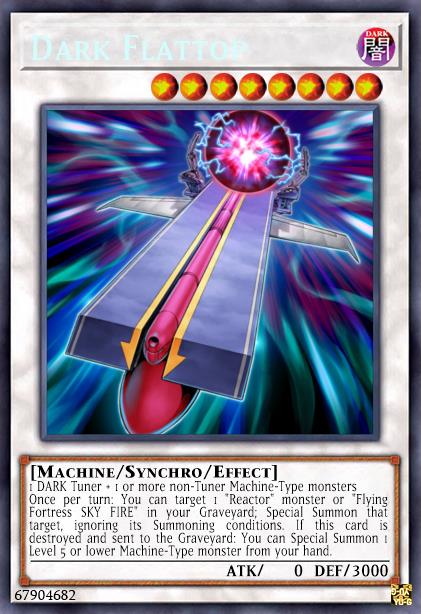 Dark Flattop
DARK
闇
[Machine/Synchro/Effect]
1 DARK Tuner + 1 or more non-Tuner Machine-Type monsters
Once per turn: You can target 1 "Reactor" monster or "Flying
Fortress SKY FIRE" in your Graveyard; Special Summon that
target, ignoring its Summoning conditions. If this card is
destroyed and sent to the Graveyard: You can Special Summon 1
Level 5 or lower Machine-Type monster from your hand.
ATK/ 0 DEF/3000
67904682